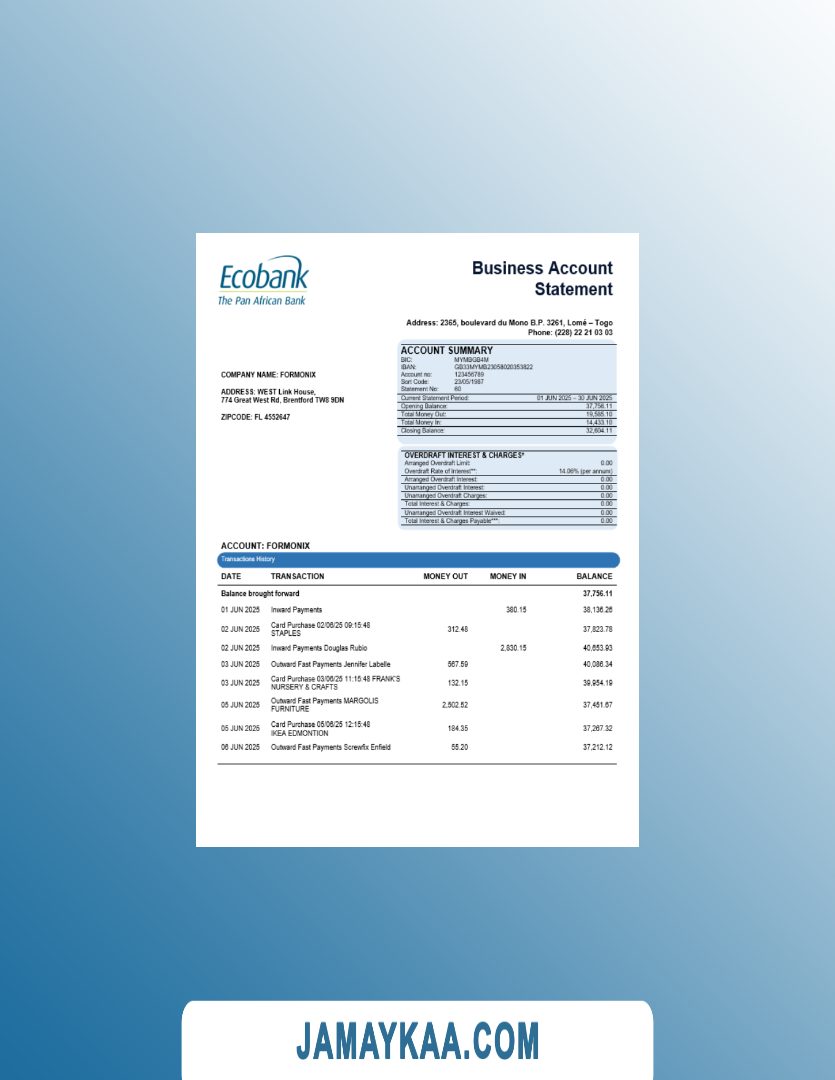 Ecobank
The Pan African Bank
Business Account
Statement
Address: 2365, boulevard du Mono B.P. 3261, Lomé – Togo
Phone: (228) 22 21 03 03
COMPANY NAME: FORMONIX
ADDRESS: WEST Link House,
774 Great West Rd, Brentford TW8 9DN
ZIPCODE: FL 4552647
ACCOUNT SUMMARY
BIC: MYMBGB4M
IBAN: GB33MYMB23058020353822
Account no: 123456789
Sort Code: 23/05/1987
Statement No: 60
Current Statement Period: 01 JUN 2025 – 30 JUN 2025
Opening Balance: 37,756.11
Total Money Out: 19,585.10
Total Money In: 14,433.10
Closing Balance: 32,604.11
OVERDRAFT INTEREST & CHARGES*
Arranged Overdraft Limit: 0.00
Overdraft Rate of Interest**: 14.06% (per annum)
Arranged Overdraft Interest: 0.00
Unarranged Overdraft Interest: 0.00
Unarranged Overdraft Charges: 0.00
Total Interest & Charges: 0.00
Unarranged Overdraft Interest Waived: 0.00
Total Interest & Charges Payable***: 0.00
ACCOUNT: FORMONIX
Transactions History
DATE TRANSACTION MONEY OUT MONEY IN BALANCE
Balance brought forward 37,756.11
01 JUN 2025 Inward Payments 380.15 38,136.26
02 JUN 2025 Card Purchase 02/06/25 09:15:48
STAPLES 312.48 37,823.78
02 JUN 2025 Inward Payments Douglas Rubio 2,830.15 40,653.93
03 JUN 2025 Outward Fast Payments Jennifer Labelle 567.59 40,086.34
03 JUN 2025 Card Purchase 03/06/25 11:15:48 FRANK'S
NURSERY & CRAFTS 132.15 39,954.19
05 JUN 2025 Outward Fast Payments MARGOLIS
FURNITURE 2,502.52 37,451.67
05 JUN 2025 Card Purchase 05/06/25 12:15:48
IKEA EDMONTION 184.35 37,267.32
06 JUN 2025 Outward Fast Payments Screwfix Enfield 55.20 37,212.12
JAMAYKAA.COM